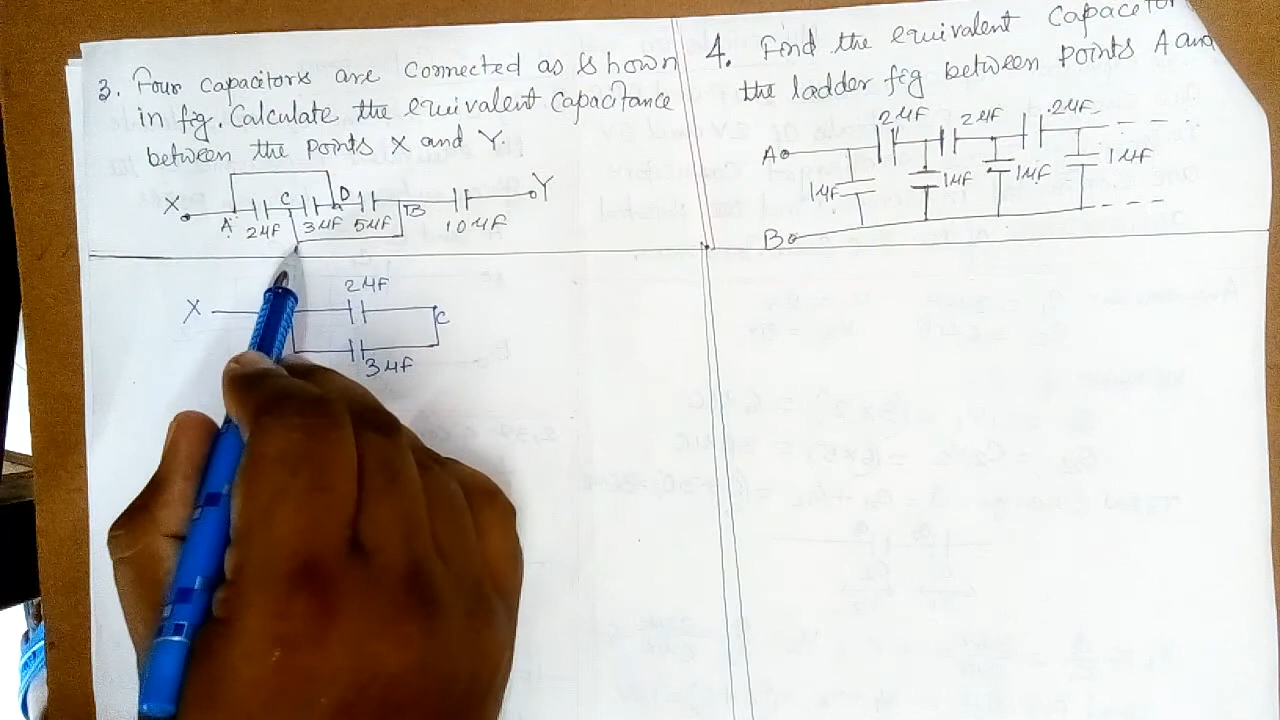 3. Four capacitors are connected as shown
in fig. Calculate the equivalent capacitance
between the points X and Y.
X A 2μF C 3μF D 5μF B 10μF Y
X 2μF C
3μF
4. Find the equivalent capacetor
the ladder fig between points A and
2μF 2μF 2μF
A
1μF 1μF 1μF 1μF
B